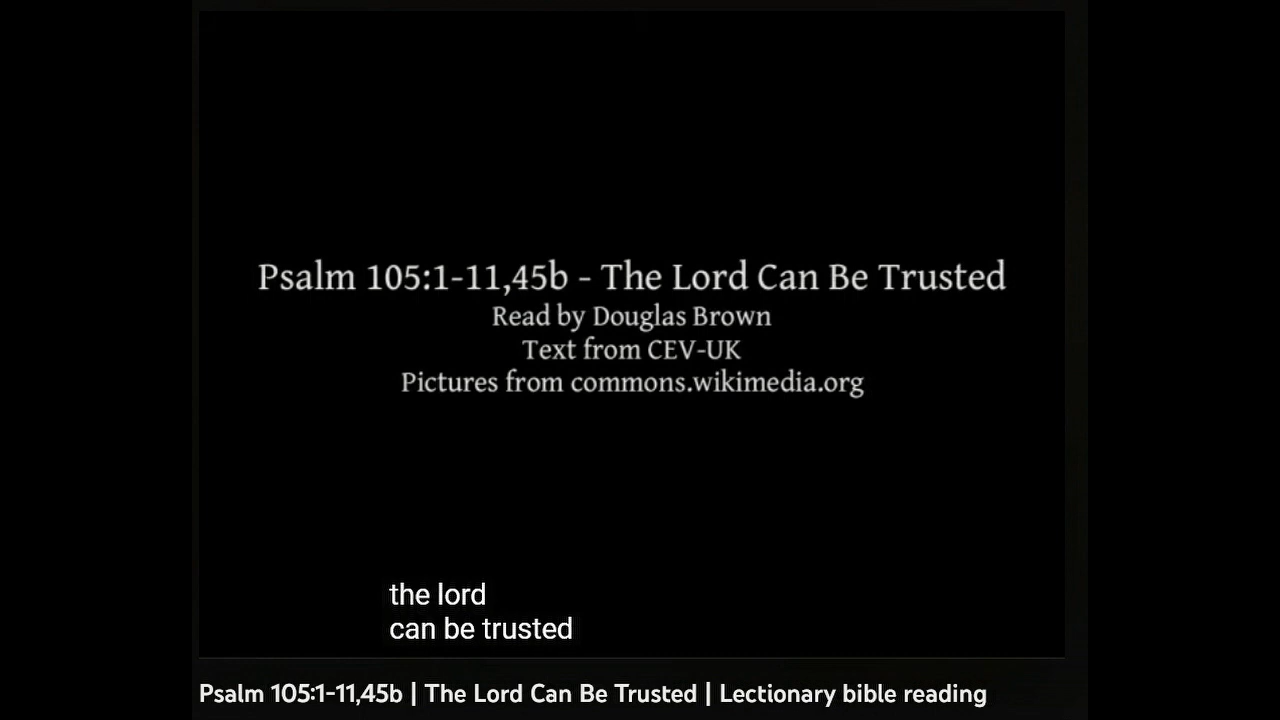 Psalm 105:1-11,45b - The Lord Can Be Trusted
Read by Douglas Brown
Text from CEV-UK
Pictures from commons.wikimedia.org
the lord
can be trusted
Psalm 105:1-11,45b | The Lord Can Be Trusted | Lectionary bible reading